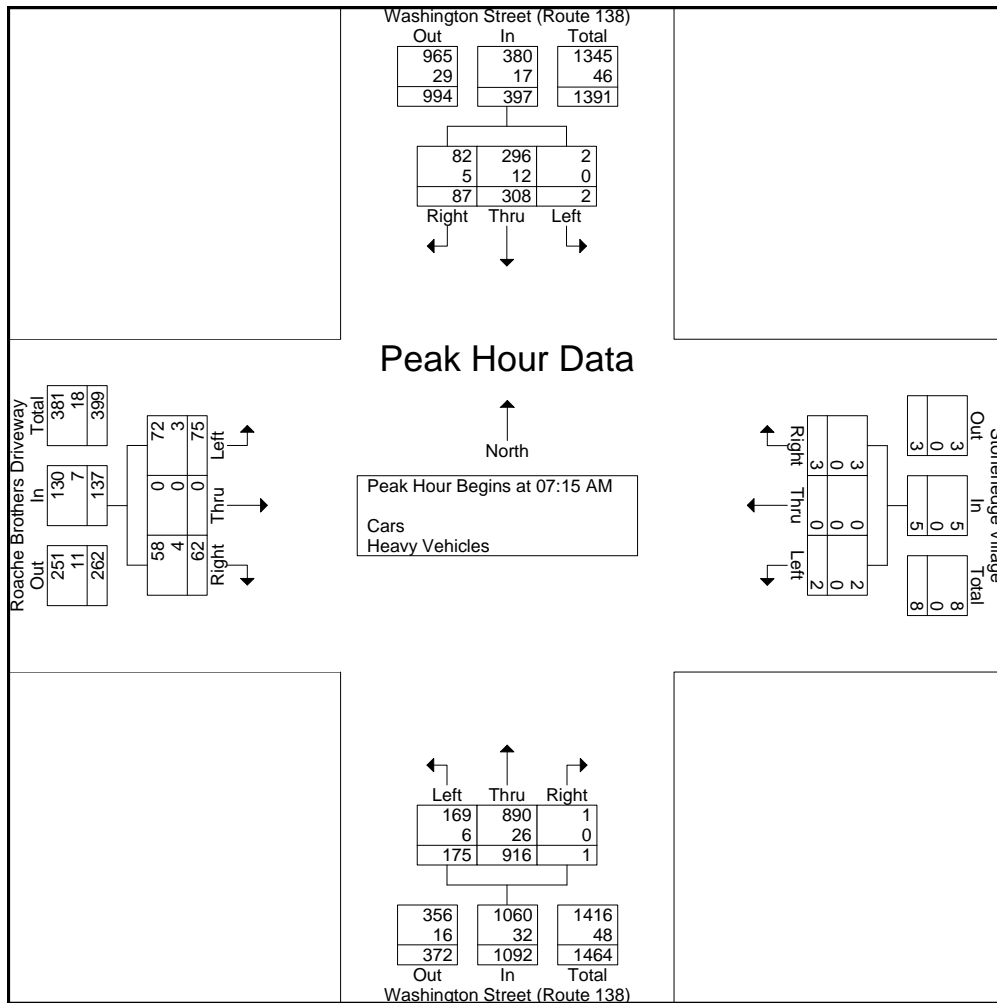 Washington Street (Route 138)
Out In Total
965 380 1345
29 17 46
994 397 1391
82 296 2
5 12 0
87 308 2
Right Thru Left
Peak Hour Data
North
Peak Hour Begins at 07:15 AM
Cars
Heavy Vehicles
Roache Brothers Driveway
Out In Total
251 130 381
11 7 18
262 137 399
Right Thru Left
58 0 72
4 0 3
62 0 75
Stonehedge Village
Out In Total
3 5 8
0 0 0
3 5 8
3 0 2
0 0 0
3 0 2
Right Thru Left
Left Thru Right
169 890 1
6 26 0
175 916 1
356 1060 1416
16 32 48
372 1092 1464
Out In Total
Washington Street (Route 138)